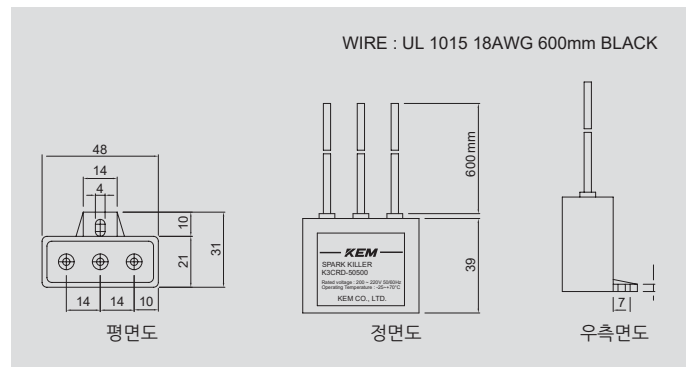 WIRE : UL 1015 18AWG 600mm BLACK
48
14
4
10
21
31
14
14
10
평면도
600mm
39
KEM
SPARK KILLER
K3CRD-50500
Rated voltage : 200 ~ 220V 50/60Hz
Operating Temperature : -25~+70°C
KEM CO., LTD.
정면도
7
우측면도